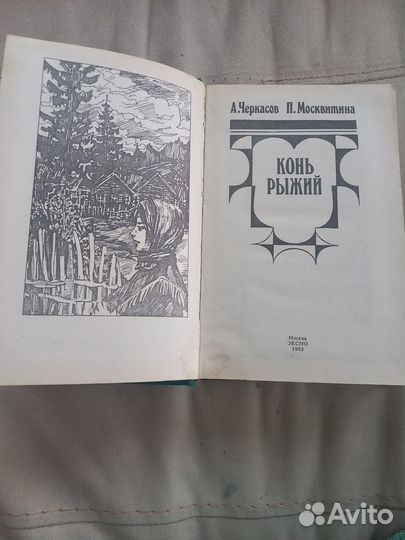 А.Черкасов П.Москвитина
КОНЬ
РЫЖИЙ
Москва
ЭКСМО
1993
Avito